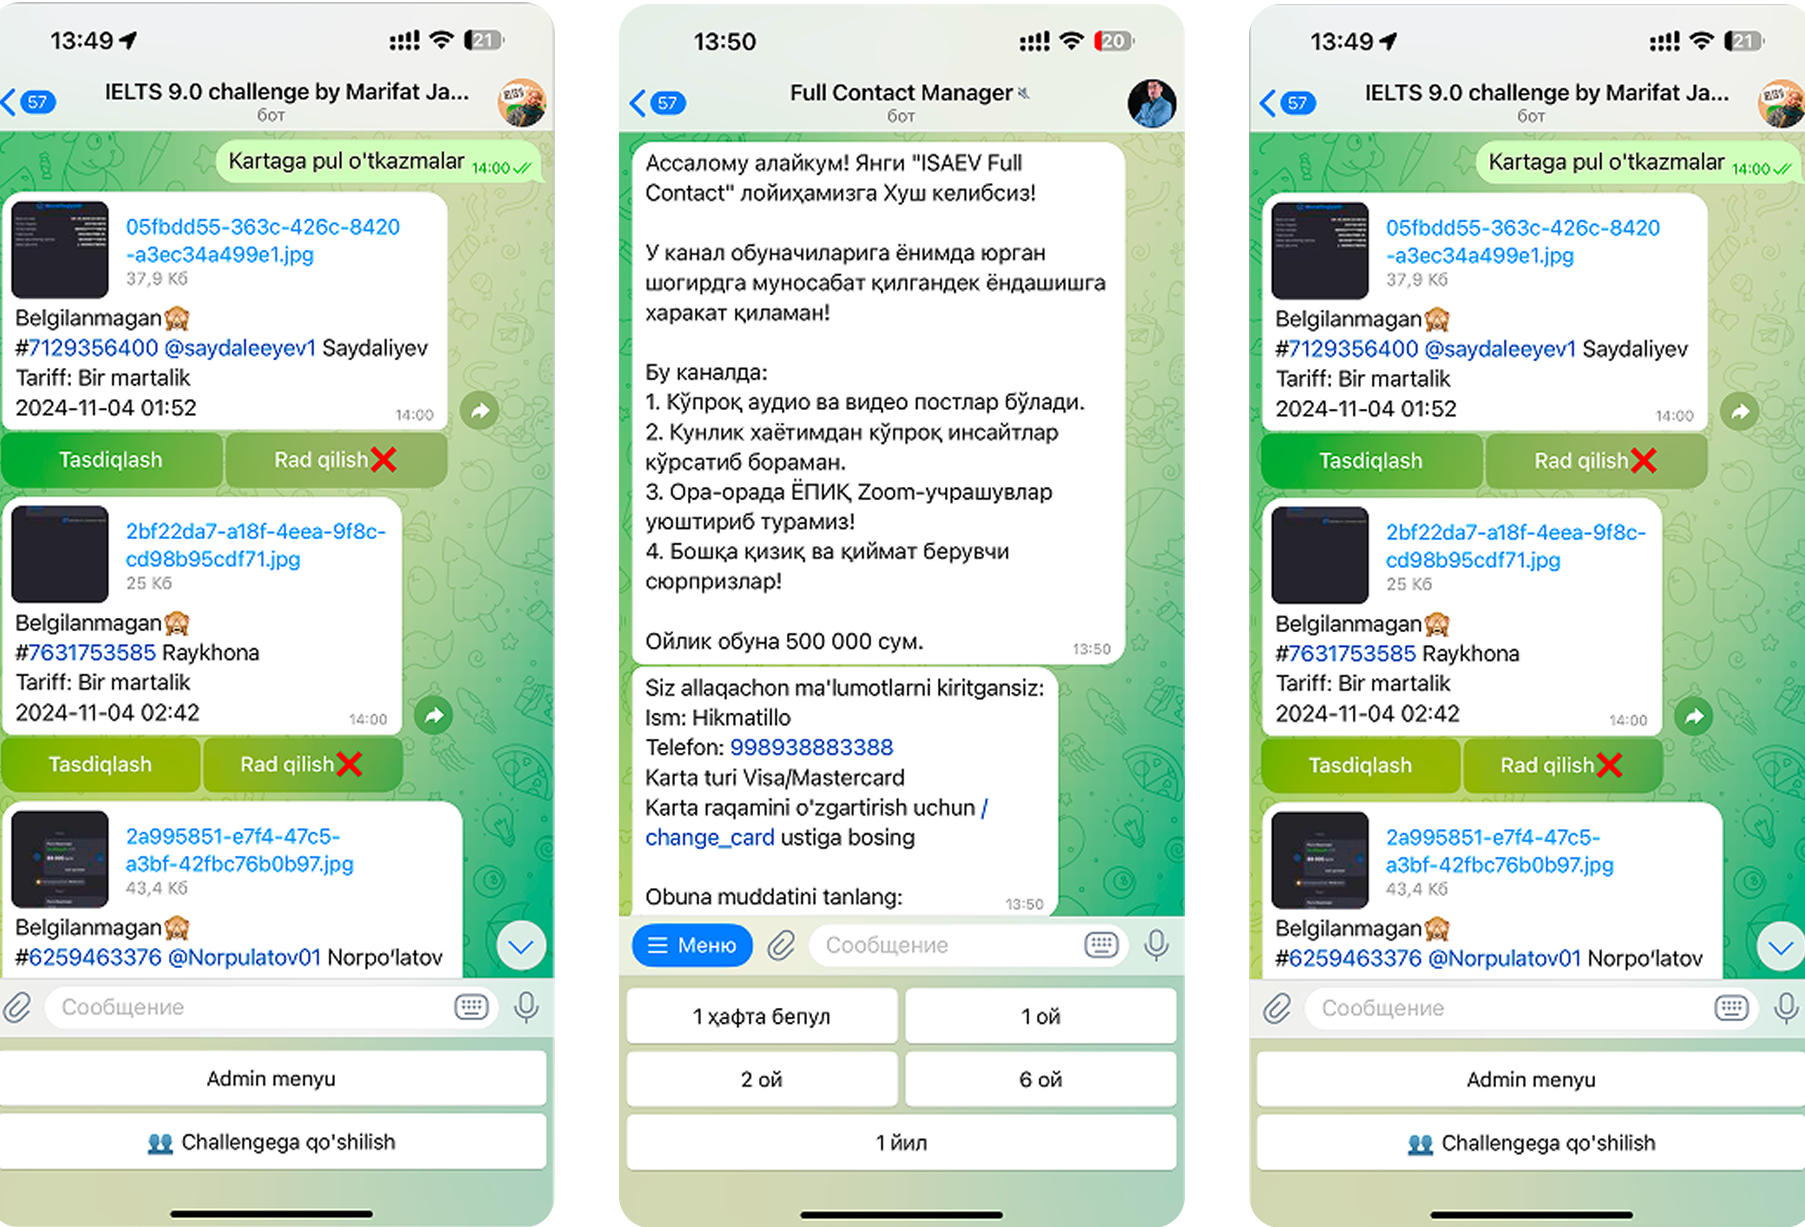 13:49
21
57
IELTS 9.0 challenge by Marifat Ja...
бот
Kartaga pul o'tkazmalar 14:00
05fbdd55-363c-426c-8420
-a3ec34a499e1.jpg
37,9 Кб
Belgilanmagan🙈
#7129356400 @saydaleeyev1 Saydaliyev
Tariff: Bir martalik
2024-11-04 01:52 14:00
Tasdiqlash Rad qilish❌
2bf22da7-a18f-4eea-9f8c-
cd98b95cdf71.jpg
25 Кб
Belgilanmagan🙈
#7631753585 Raykhona
Tariff: Bir martalik
2024-11-04 02:42 14:00
Tasdiqlash Rad qilish❌
2a995851-e7f4-47c5-
a3bf-42fbc76b0b97.jpg
43,4 Кб
Belgilanmagan🙈
#6259463376 @Norpulatov01 Norpo'latov
Сообщение
Admin menyu
👥 Challengega qo'shilish
13:50
20
57
Full Contact Manager
бот
Ассалому алайкум! Янги "ISAEV Full
Contact" лойиҳамизга Хуш келибсиз!
У канал обуначиларига ёнимда юрган
шогирдга муносабат қилгандек ёндашишга
харакат қиламан!
Бу каналда:
1. Кўпроқ аудио ва видео постлар бўлади.
2. Кунлик хаётимдан кўпроқ инсайтлар
кўрсатиб бораман.
3. Ора-орада ЁПИҚ Zoom-учрашувлар
уюштириб турамиз!
4. Бошқа қизиқ ва қиймат берувчи
сюрпризлар!
Ойлик обуна 500 000 сум. 13:50
Siz allaqachon ma'lumotlarni kiritgansiz:
Ism: Hikmatillo
Telefon: 998938883388
Karta turi Visa/Mastercard
Karta raqamini o'zgartirish uchun /
change_card ustiga bosing
Obuna muddatini tanlang: 13:50
Меню Сообщение
1 ҳафта бепул 1 ой
2 ой 6 ой
1 йил
13:49
21
57
IELTS 9.0 challenge by Marifat Ja...
бот
Kartaga pul o'tkazmalar 14:00
05fbdd55-363c-426c-8420
-a3ec34a499e1.jpg
37,9 Кб
Belgilanmagan🙈
#7129356400 @saydaleeyev1 Saydaliyev
Tariff: Bir martalik
2024-11-04 01:52 14:00
Tasdiqlash Rad qilish❌
2bf22da7-a18f-4eea-9f8c-
cd98b95cdf71.jpg
25 Кб
Belgilanmagan🙈
#7631753585 Raykhona
Tariff: Bir martalik
2024-11-04 02:42 14:00
Tasdiqlash Rad qilish❌
2a995851-e7f4-47c5-
a3bf-42fbc76b0b97.jpg
43,4 Кб
Belgilanmagan🙈
#6259463376 @Norpulatov01 Norpo'latov
Сообщение
Admin menyu
👥 Challengega qo'shilish